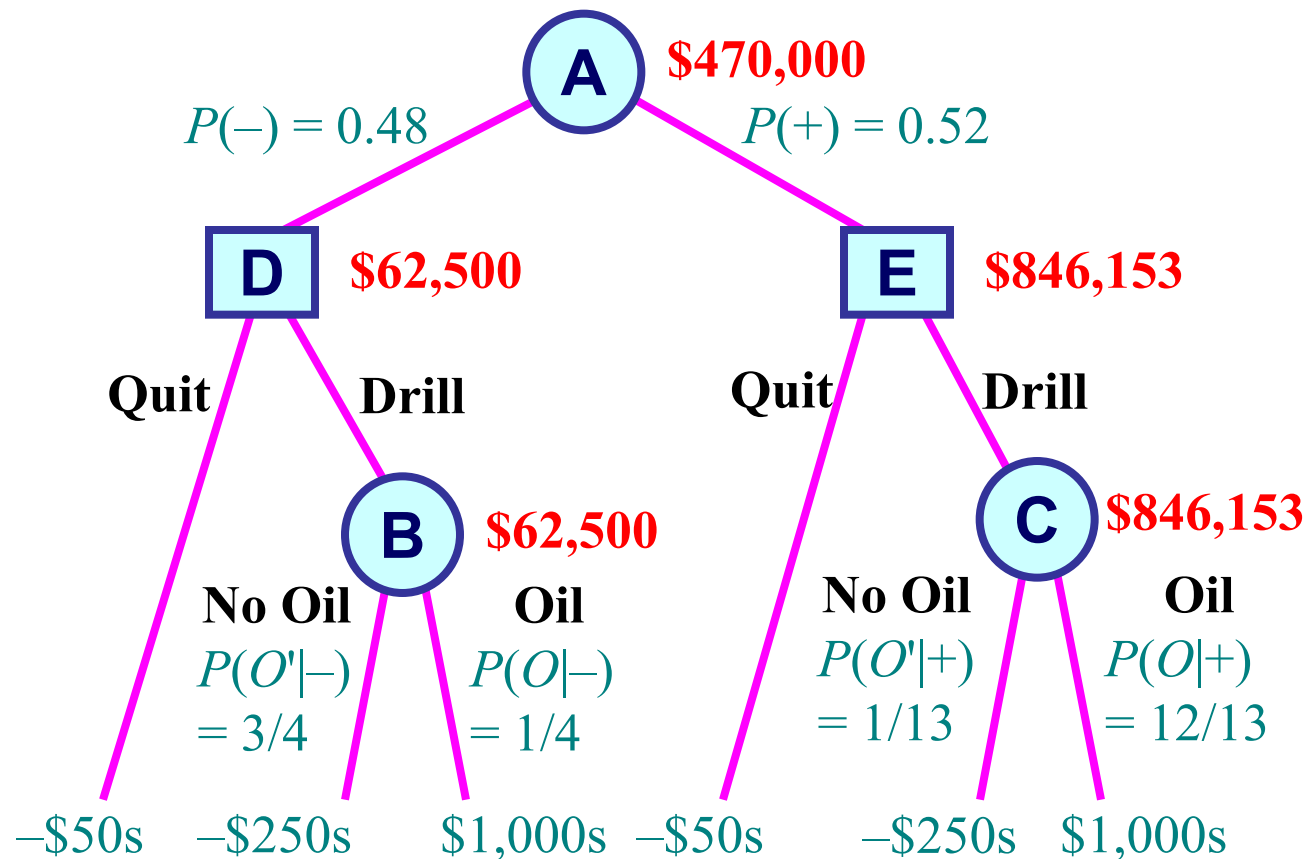 A
$470,000
P(–) = 0.48
P(+) = 0.52
D
$62,500
E
$846,153
Quit
Drill
Quit
Drill
B
$62,500
C
$846,153
No Oil
P(O'|–)
= 3/4
Oil
P(O|–)
= 1/4
No Oil
P(O'|+)
= 1/13
Oil
P(O|+)
= 12/13
–$50s
–$250s
$1,000s
–$50s
–$250s
$1,000s